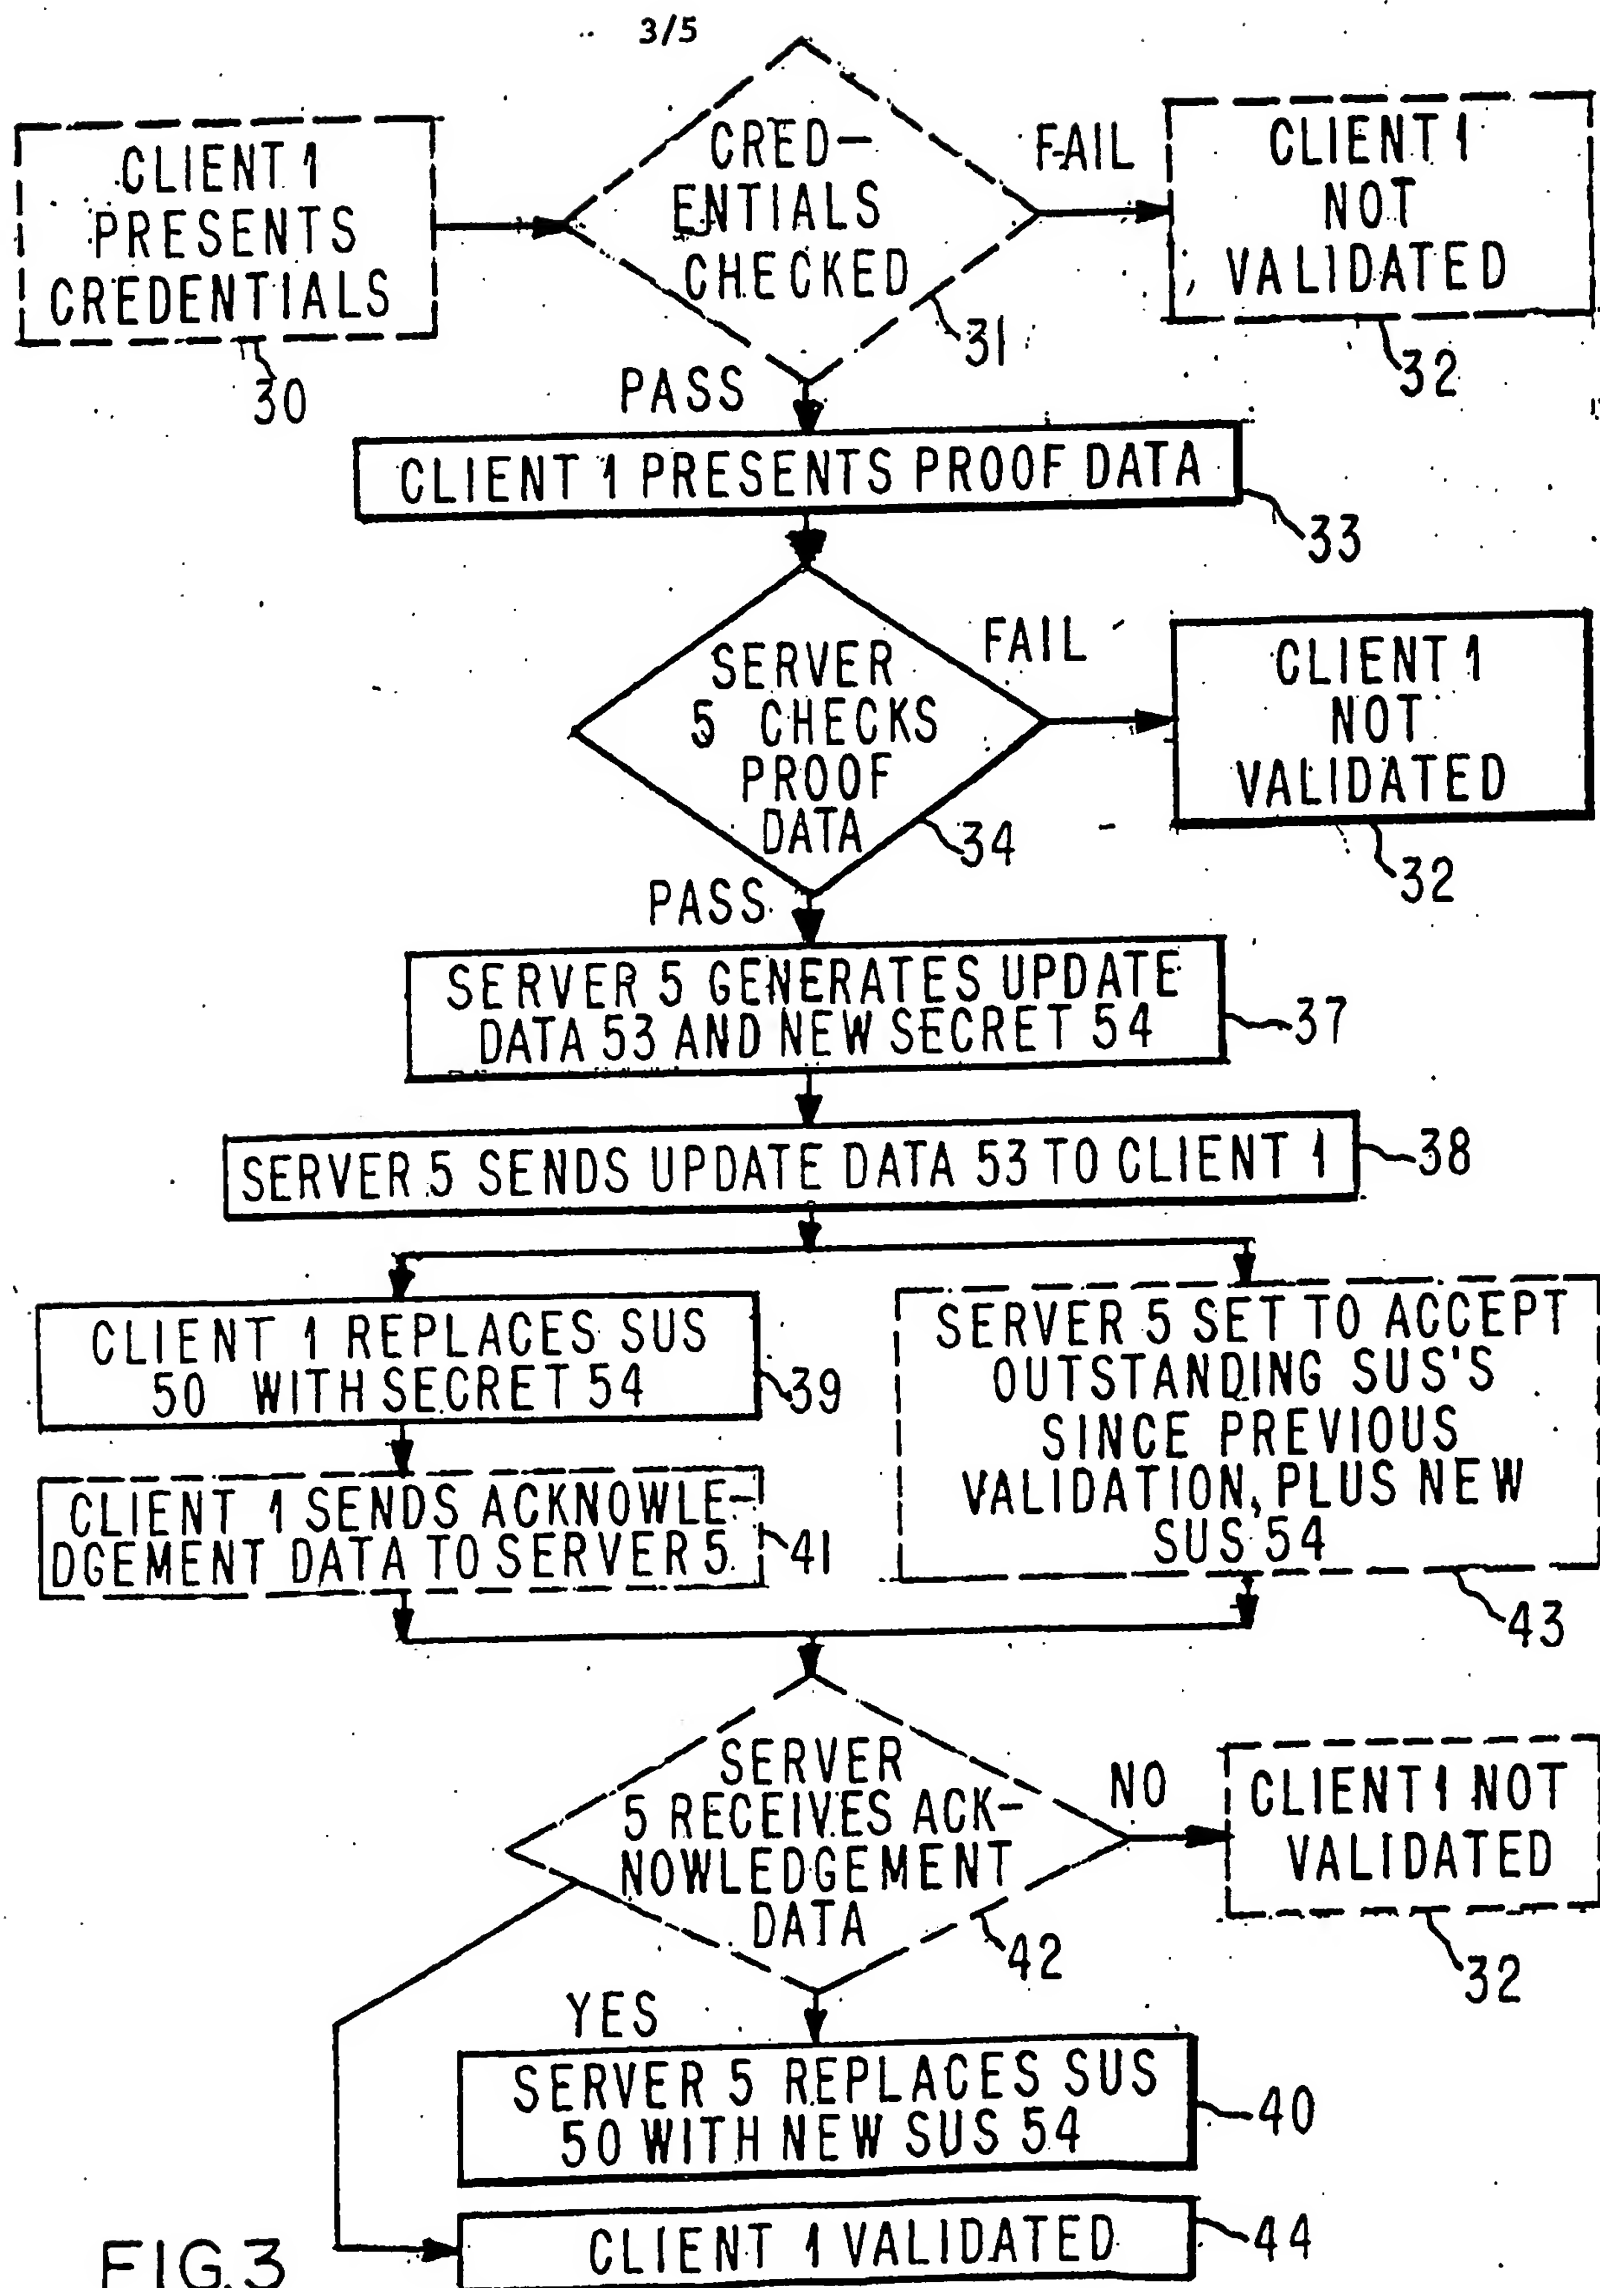 3/5
CLIENT 1
PRESENTS
CREDENTIALS
30
CRED-
ENTIALS
CHECKED
31
FAIL
CLIENT 1
NOT
VALIDATED
32
PASS
CLIENT 1 PRESENTS PROOF DATA
33
SERVER
5 CHECKS
PROOF
DATA
34
FAIL
CLIENT 1
NOT
VALIDATED
32
PASS
SERVER 5 GENERATES UPDATE
DATA 53 AND NEW SECRET 54
37
SERVER 5 SENDS UPDATE DATA 53 TO CLIENT 1
38
CLIENT 1 REPLACES SUS
50 WITH SECRET 54
39
CLIENT 1 SENDS ACKNOWLE-
DGEMENT DATA TO SERVER 5
41
SERVER 5 SET TO ACCEPT
OUTSTANDING SUS'S
SINCE PREVIOUS
VALIDATION, PLUS NEW
SUS 54
43
SERVER
5 RECEIVES ACK-
NOWLEDGEMENT
DATA
42
NO
CLIENT 1 NOT
VALIDATED
32
YES
SERVER 5 REPLACES SUS
50 WITH NEW SUS 54
40
CLIENT 1 VALIDATED
44
FIG.3